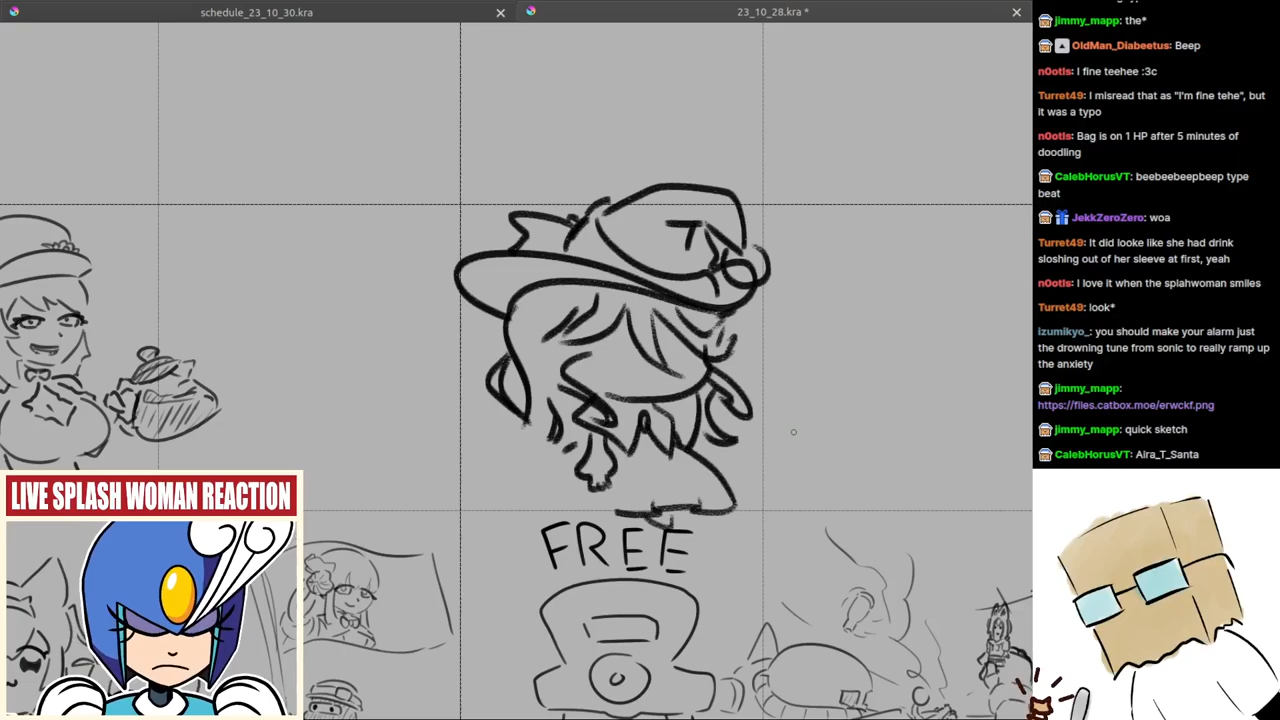 schedule_23_10_30.kra
23_10_28.kra *
jimmy_mapp: the*
OldMan_Diabeetus: Beep
n0otls: I fine teehee :3c
Turret49: I misread that as "I'm fine tehe", but
it was a typo
n0otls: Bag is on 1 HP after 5 minutes of
doodling
CalebHorusVT: beebeebeepbeep type
beat
JekkZeroZero: woa
Turret49: It did looke like she had drink
sloshing out of her sleeve at first, yeah
n0otls: I love it when the splahwoman smiles
Turret49: look*
izumikyo_: you should make your alarm just
the drowning tune from sonic to really ramp up
the anxiety
jimmy_mapp:
https://files.catbox.moe/erwckf.png
jimmy_mapp: quick sketch
CalebHorusVT: Aira_T_Santa
FREE
LIVE SPLASH WOMAN REACTION